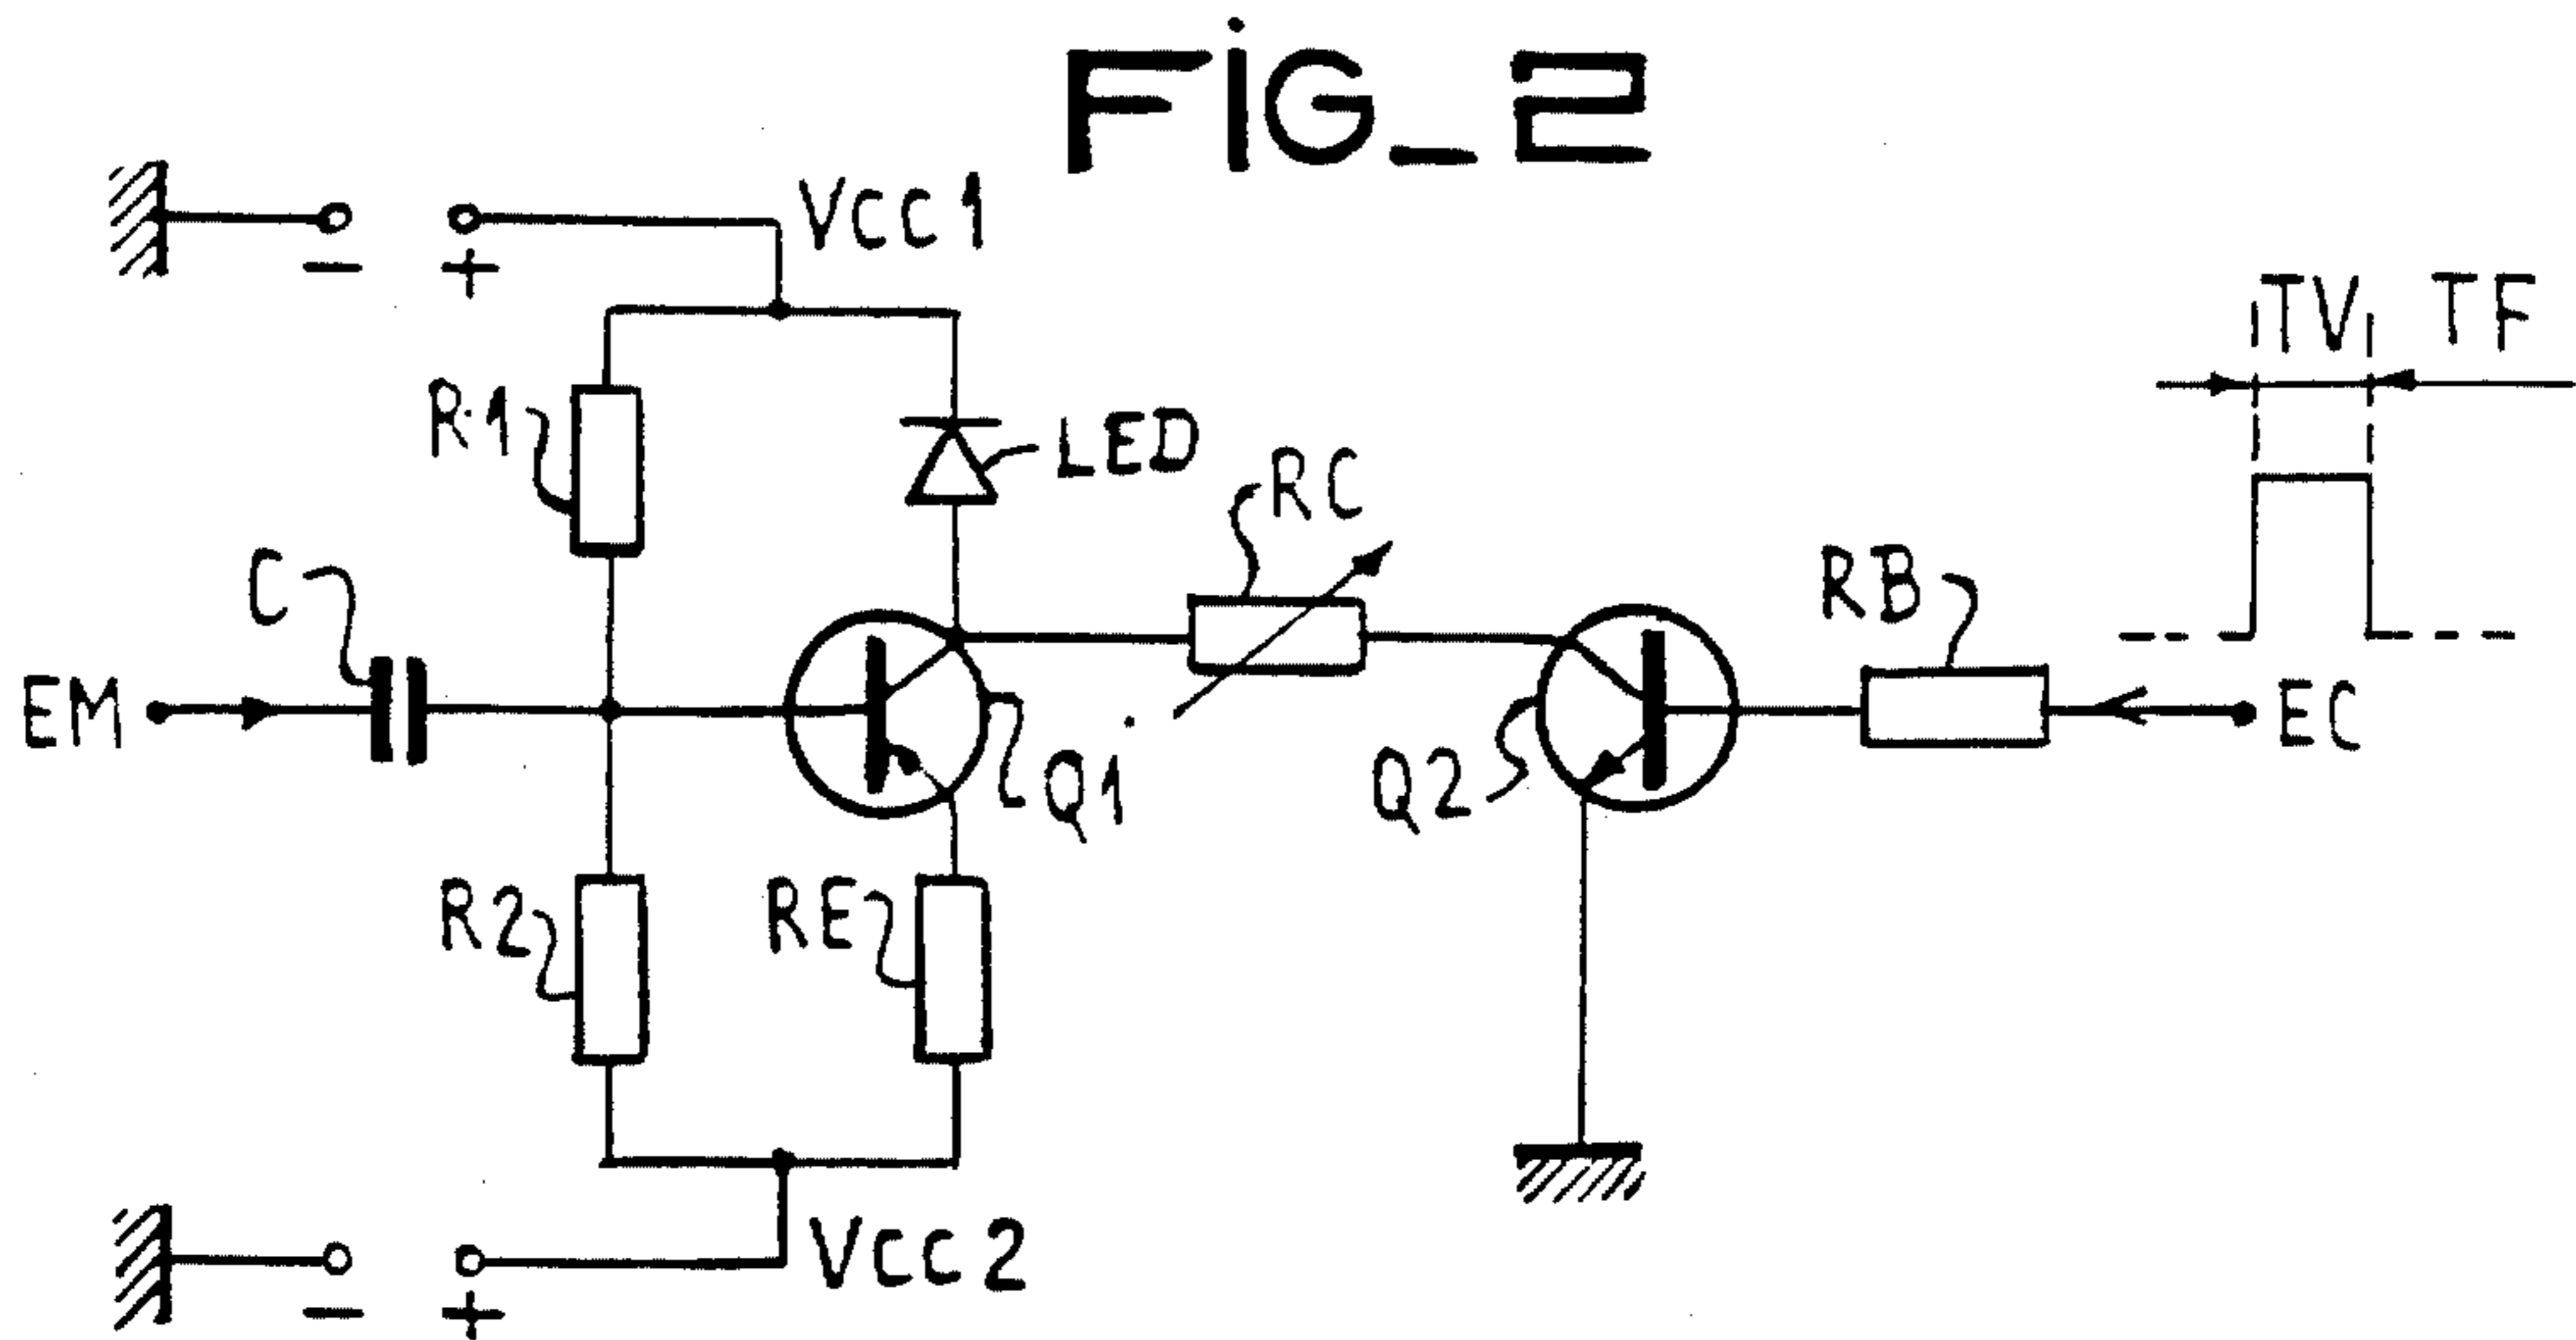 FiG_2
VCC1
- +
TV TF
R1
LED
RC
C
RB
EM
EC
Q1
Q2
R2
RE
VCC2
- +